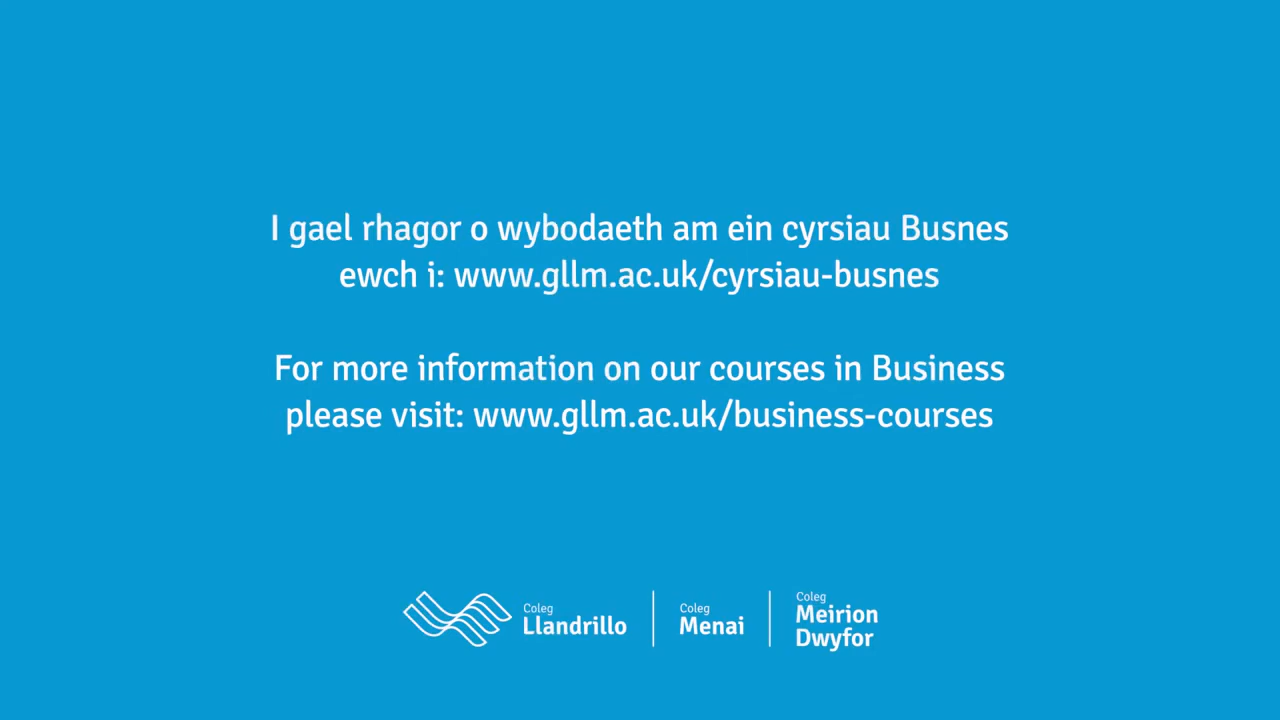 I gael rhagor o wybodaeth am ein cyrsiau Busnes
ewch i: www.gllm.ac.uk/cyrsiau-busnes
For more information on our courses in Business
please visit: www.gllm.ac.uk/business-courses
Coleg
Llandrillo
Coleg
Menai
Coleg
Meirion
Dwyfor